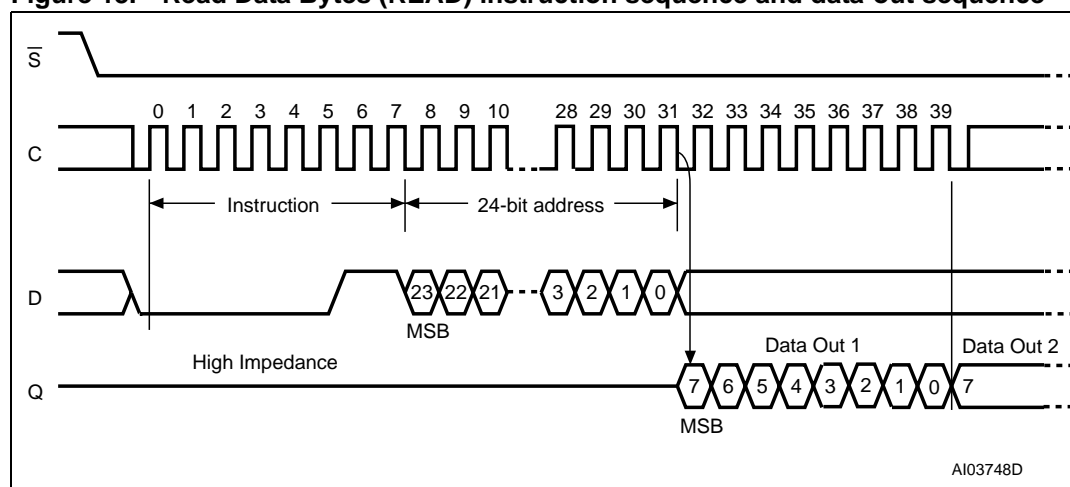 Figure 13. Read Data Bytes (READ) instruction sequence and data-out sequence
S
0 1 2 3 4 5 6 7 8 9 10 28 29 30 31 32 33 34 35 36 37 38 39
C
Instruction 24-bit address
D
23 22 21 3 2 1 0
MSB
High Impedance
Data Out 1 Data Out 2
Q
7 6 5 4 3 2 1 0 7
MSB
AI03748D